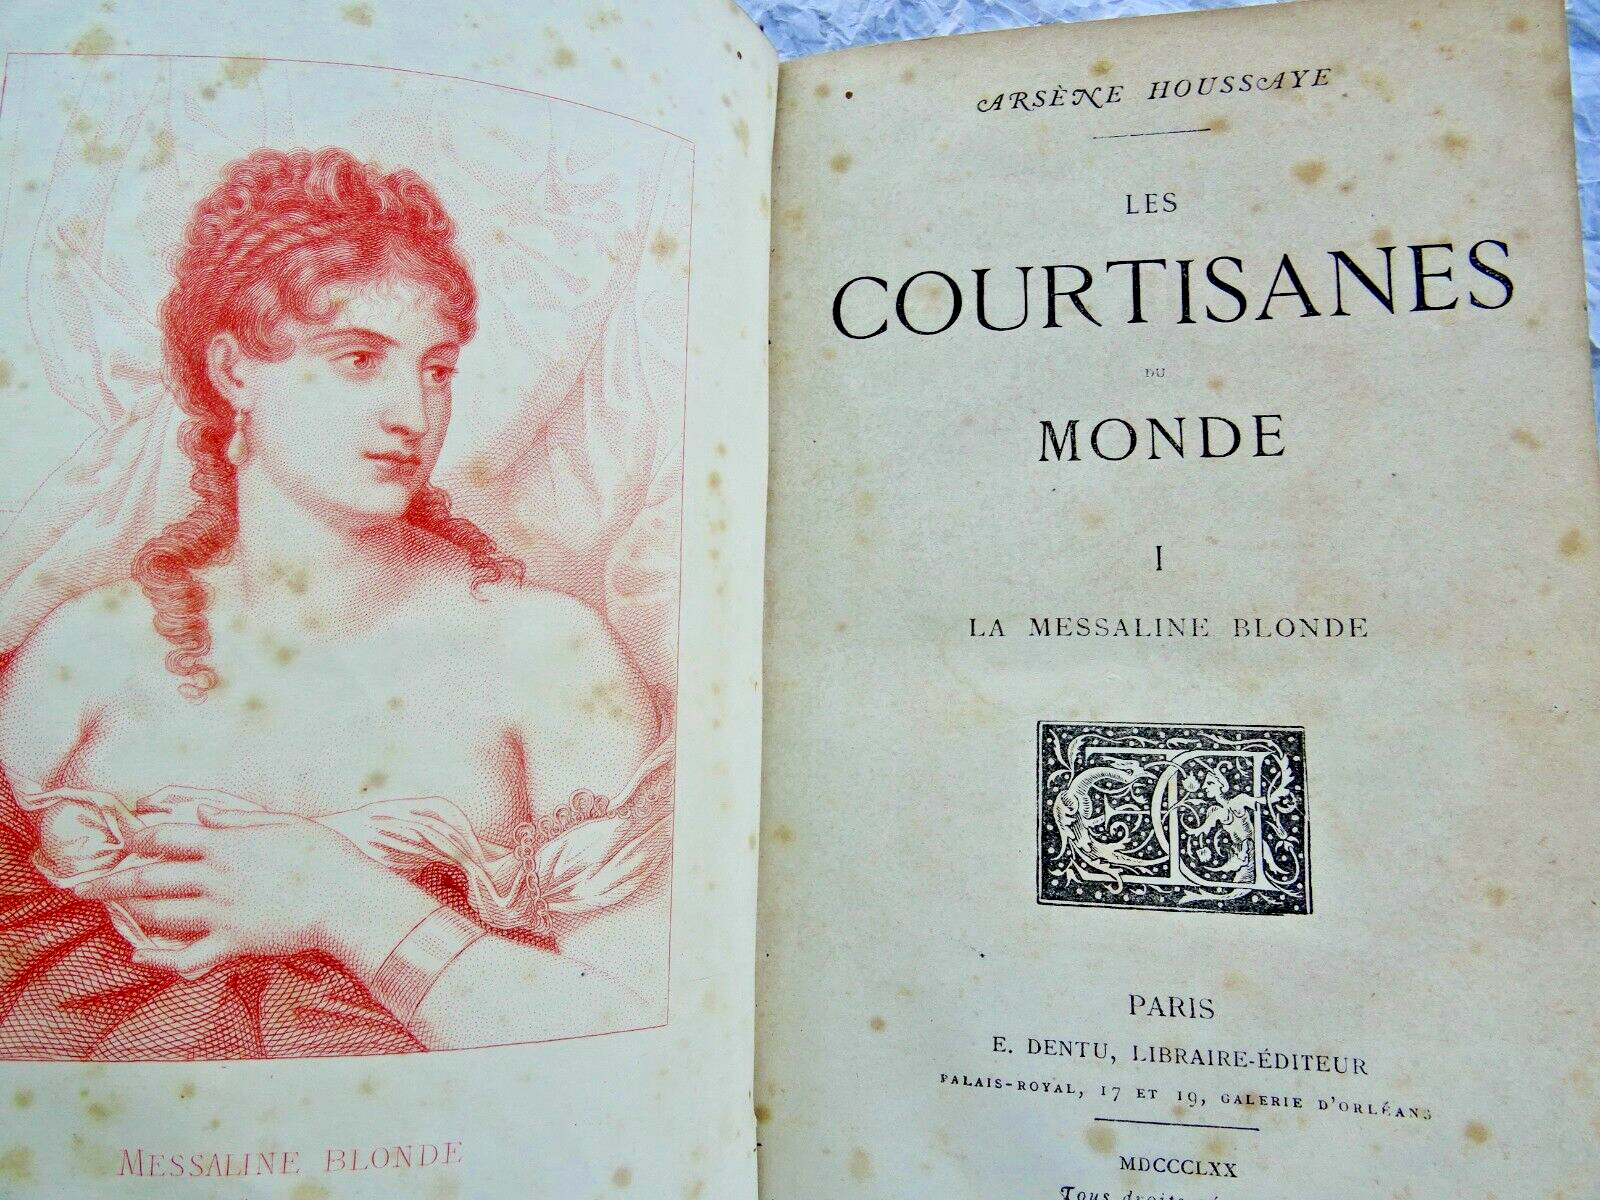 MESSALINE BLONDE
ARSÈNE HOUSSAYE
LES
COURTISANES
DU
MONDE
I
LA MESSALINE BLONDE
PARIS
E. DENTU, LIBRAIRE-ÉDITEUR
PALAIS-ROYAL, 17 ET 19, GALERIE D'ORLÉANS
MDCCCLXX
Tous droits